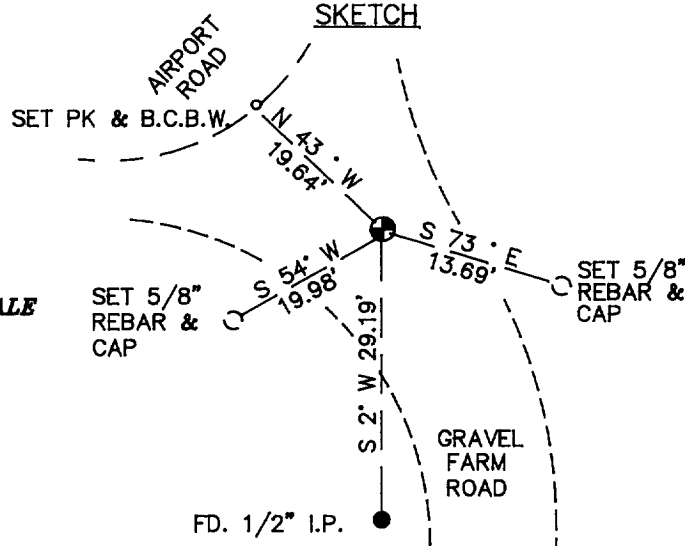 SKETCH
AIRPORT
ROAD
SET PK & B.C.B.W.
N 43° W
19.64'
S 73° E
13.69'
S 54° W
19.98'
SET 5/8"
REBAR &
CAP
ALE
SET 5/8"
REBAR &
CAP
S 2° W 29.19'
GRAVEL
FARM
ROAD
FD. 1/2" I.P.